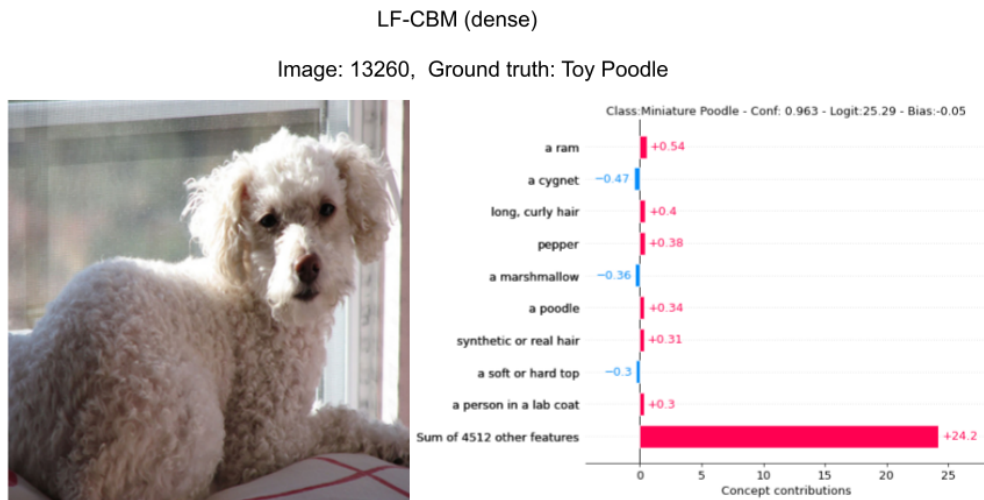 LF-CBM (dense)
Image: 13260, Ground truth: Toy Poodle
Class:Miniature Poodle - Conf: 0.963 - Logit:25.29 - Bias:-0.05
a ram +0.54
a cygnet −0.47
long, curly hair +0.4
pepper +0.38
a marshmallow −0.36
a poodle +0.34
synthetic or real hair +0.31
a soft or hard top −0.3
a person in a lab coat +0.3
Sum of 4512 other features +24.2
0 5 10 15 20 25
Concept contributions